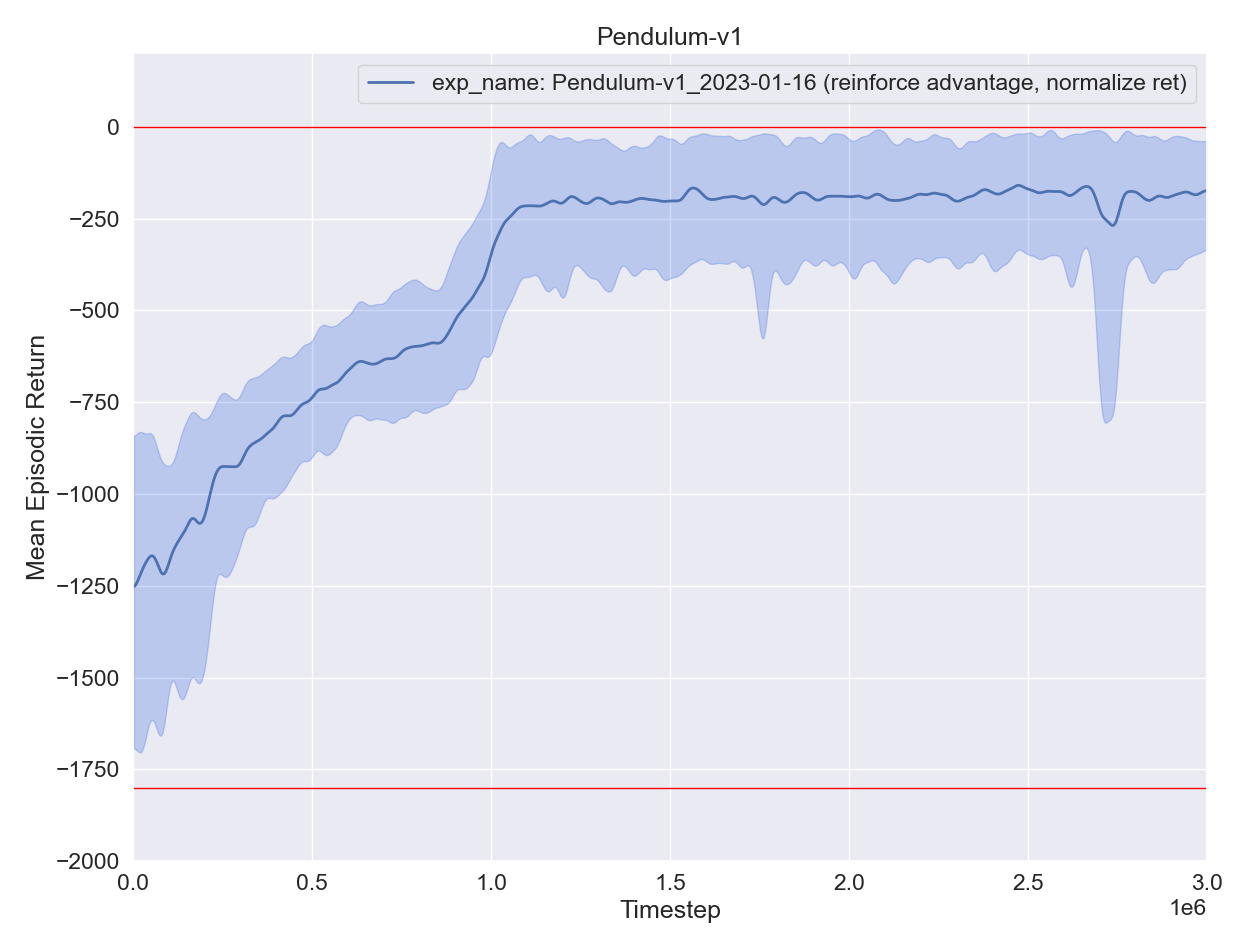 Pendulum-v1
exp_name: Pendulum-v1_2023-01-16 (reinforce advantage, normalize ret)
Mean Episodic Return
0
−250
−500
−750
−1000
−1250
−1500
−1750
−2000
0.0 0.5 1.0 1.5 2.0 2.5 3.0
Timestep
1e6